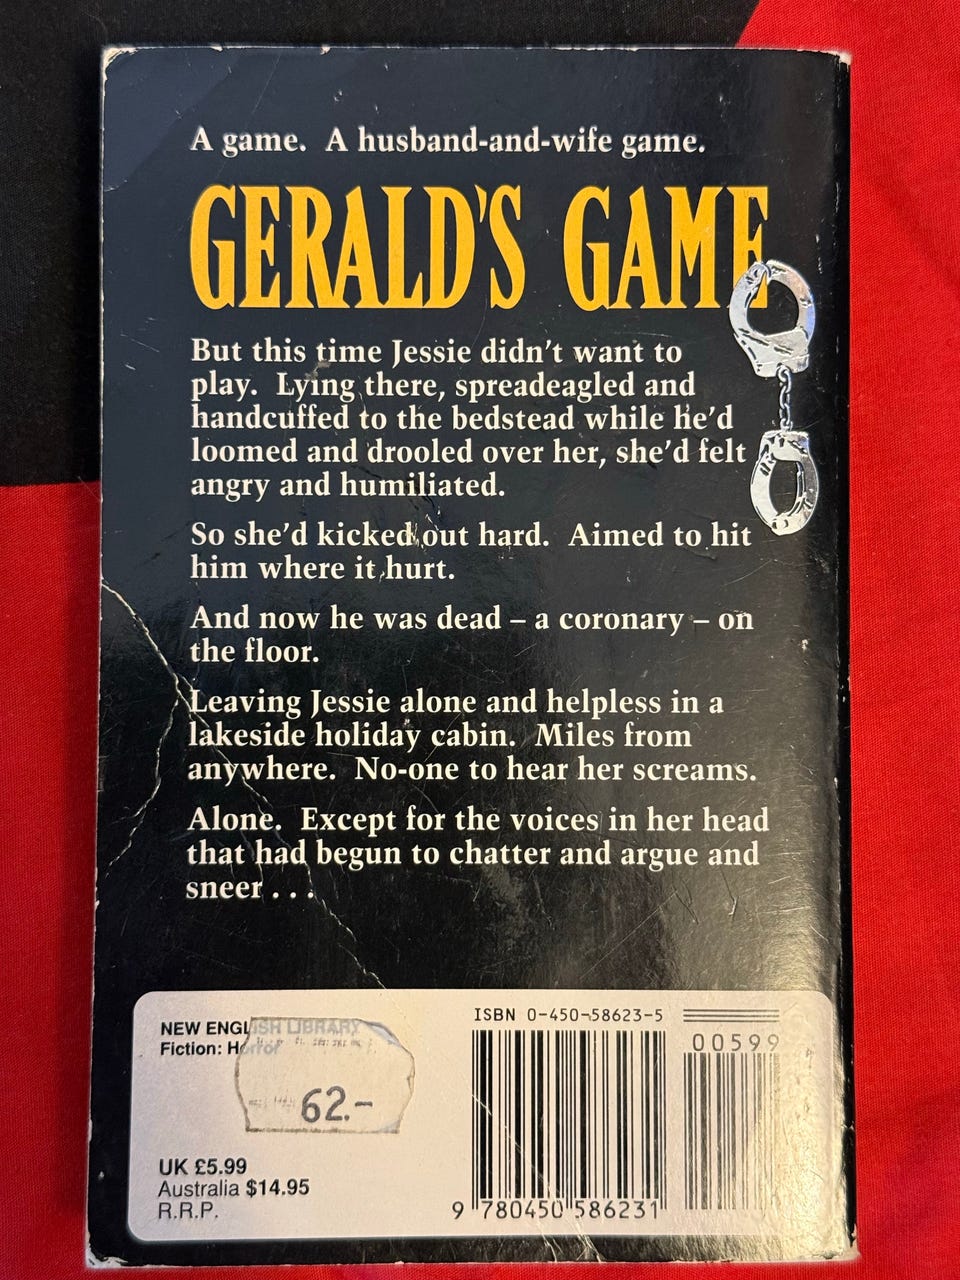 A game. A husband-and-wife game.
GERALD'S GAME
But this time Jessie didn't want to
play. Lying there, spreadeagled and
handcuffed to the bedstead while he'd
loomed and drooled over her, she'd felt
angry and humiliated.
So she'd kicked out hard. Aimed to hit
him where it hurt.
And now he was dead – a coronary – on
the floor.
Leaving Jessie alone and helpless in a
lakeside holiday cabin. Miles from
anywhere. No-one to hear her screams.
Alone. Except for the voices in her head
that had begun to chatter and argue and
sneer . . .
NEW ENGLISH LIBRARY
Fiction: Horror
62.-
UK £5.99
Australia $14.95
R.R.P.
ISBN 0-450-58623-5
00599
9 780450 586231